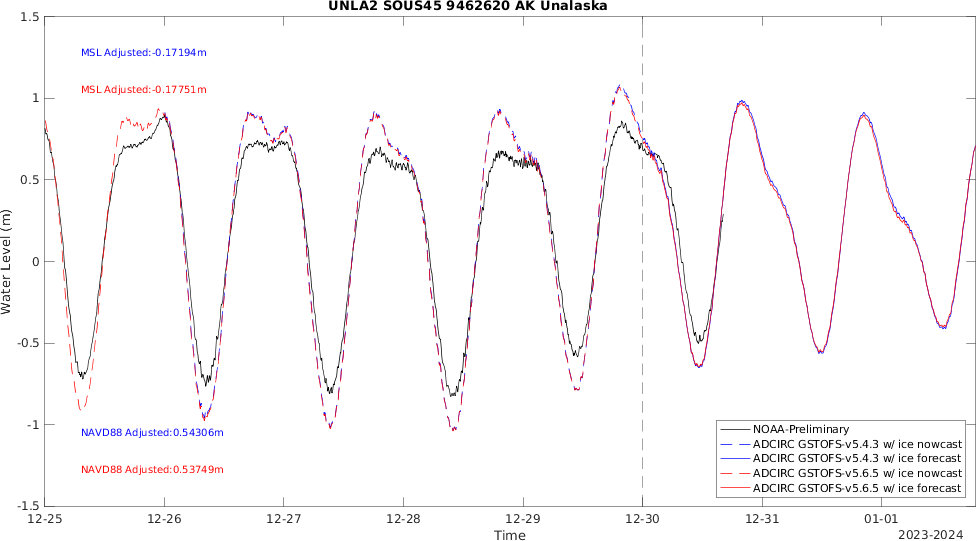 UNLA2 SOUS45 9462620 AK Unalaska
1.5
1
0.5
0
-0.5
-1
-1.5
Water Level (m)
MSL Adjusted:-0.17194m
MSL Adjusted:-0.17751m
NAVD88 Adjusted:0.54306m
NAVD88 Adjusted:0.53749m
NOAA-Preliminary
ADCIRC GSTOFS-v5.4.3 w/ ice nowcast
ADCIRC GSTOFS-v5.4.3 w/ ice forecast
ADCIRC GSTOFS-v5.6.5 w/ ice nowcast
ADCIRC GSTOFS-v5.6.5 w/ ice forecast
12-25 12-26 12-27 12-28 12-29 12-30 12-31 01-01
Time
2023-2024